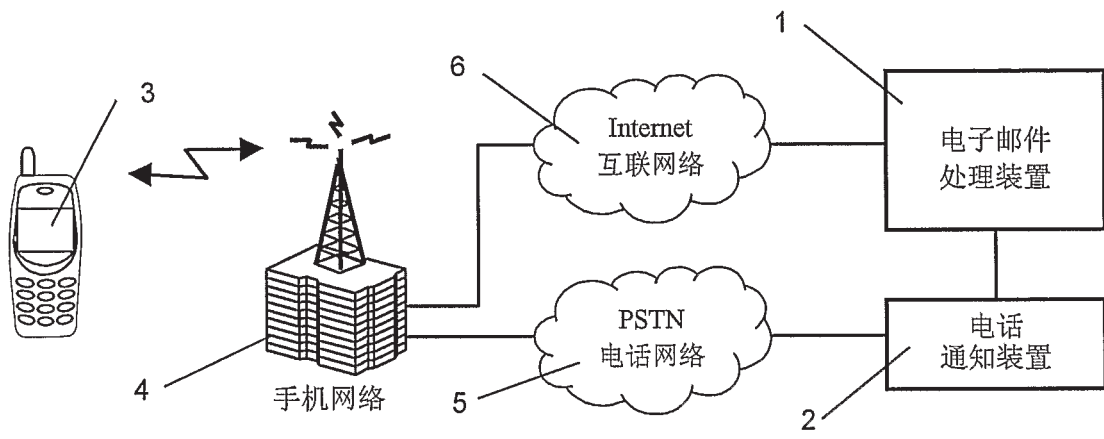 1
6
3
Internet
互联网络
电子邮件
处理装置
PSTN
电话网络
电话
通知装置
4
手机网络
5
2